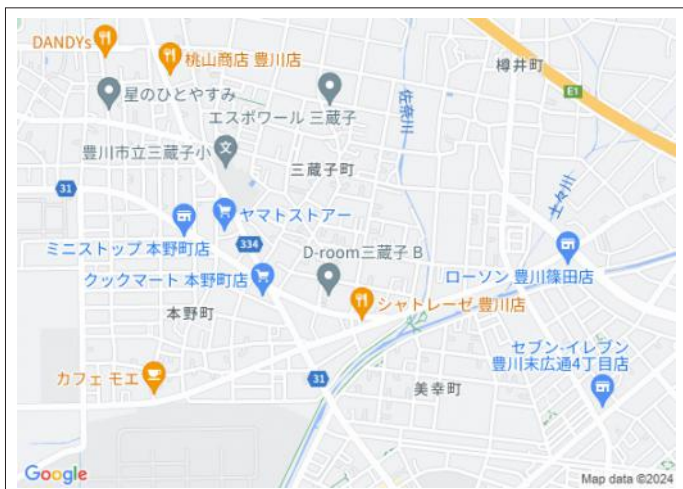 DANDYs
桃山商店 豊川店
樽井町
E1
星のひとやすみ
エスポワール 三蔵子
佐奈川
豊川市立三蔵子小
三蔵子町
31
ヤマトストアー
ミニストップ 本野町店
334
士々川
D-room三蔵子 B
クックマート 本野町店
ローソン 豊川篠田店
シャトレーゼ 豊川店
本野町
セブン-イレブン
豊川末広通4丁目店
カフェ モエ
31
美幸町
Google
Map data ©2024